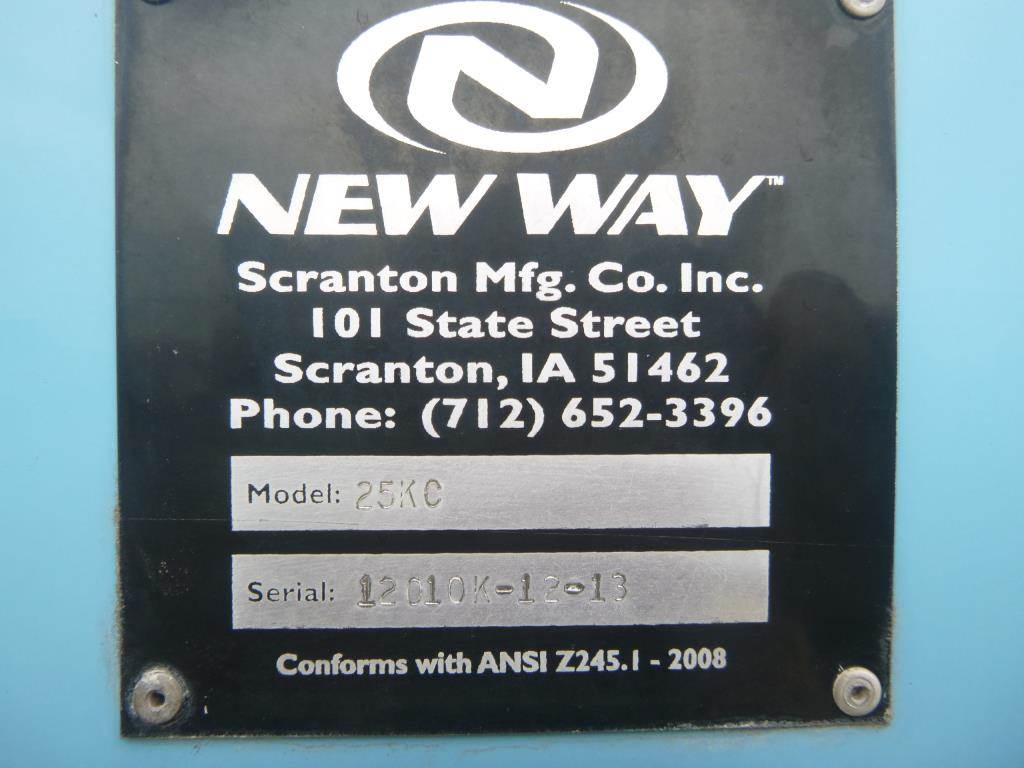 NEW WAY™
Scranton Mfg. Co. Inc.
101 State Street
Scranton, IA 51462
Phone: (712) 652-3396
Model: 25KC
Serial: 12010K-12-13
Conforms with ANSI Z245.1 - 2008